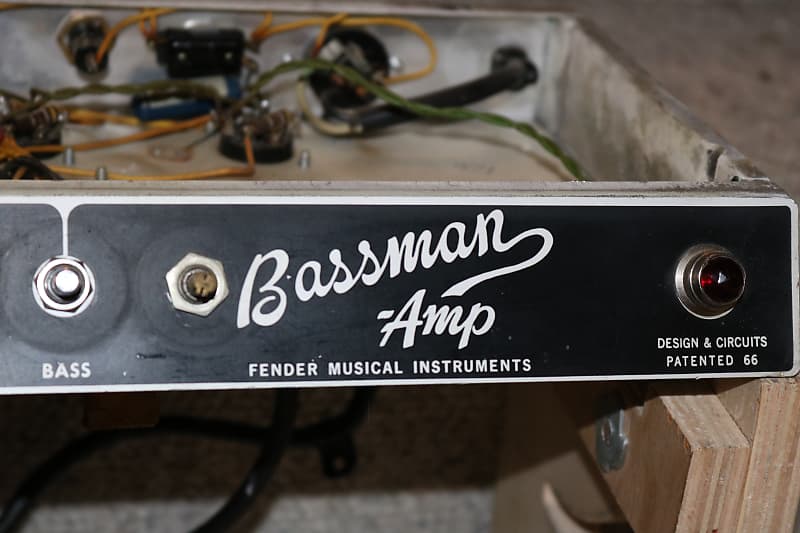 Bassman
-Amp
BASS
FENDER MUSICAL INSTRUMENTS
DESIGN & CIRCUITS
PATENTED 66